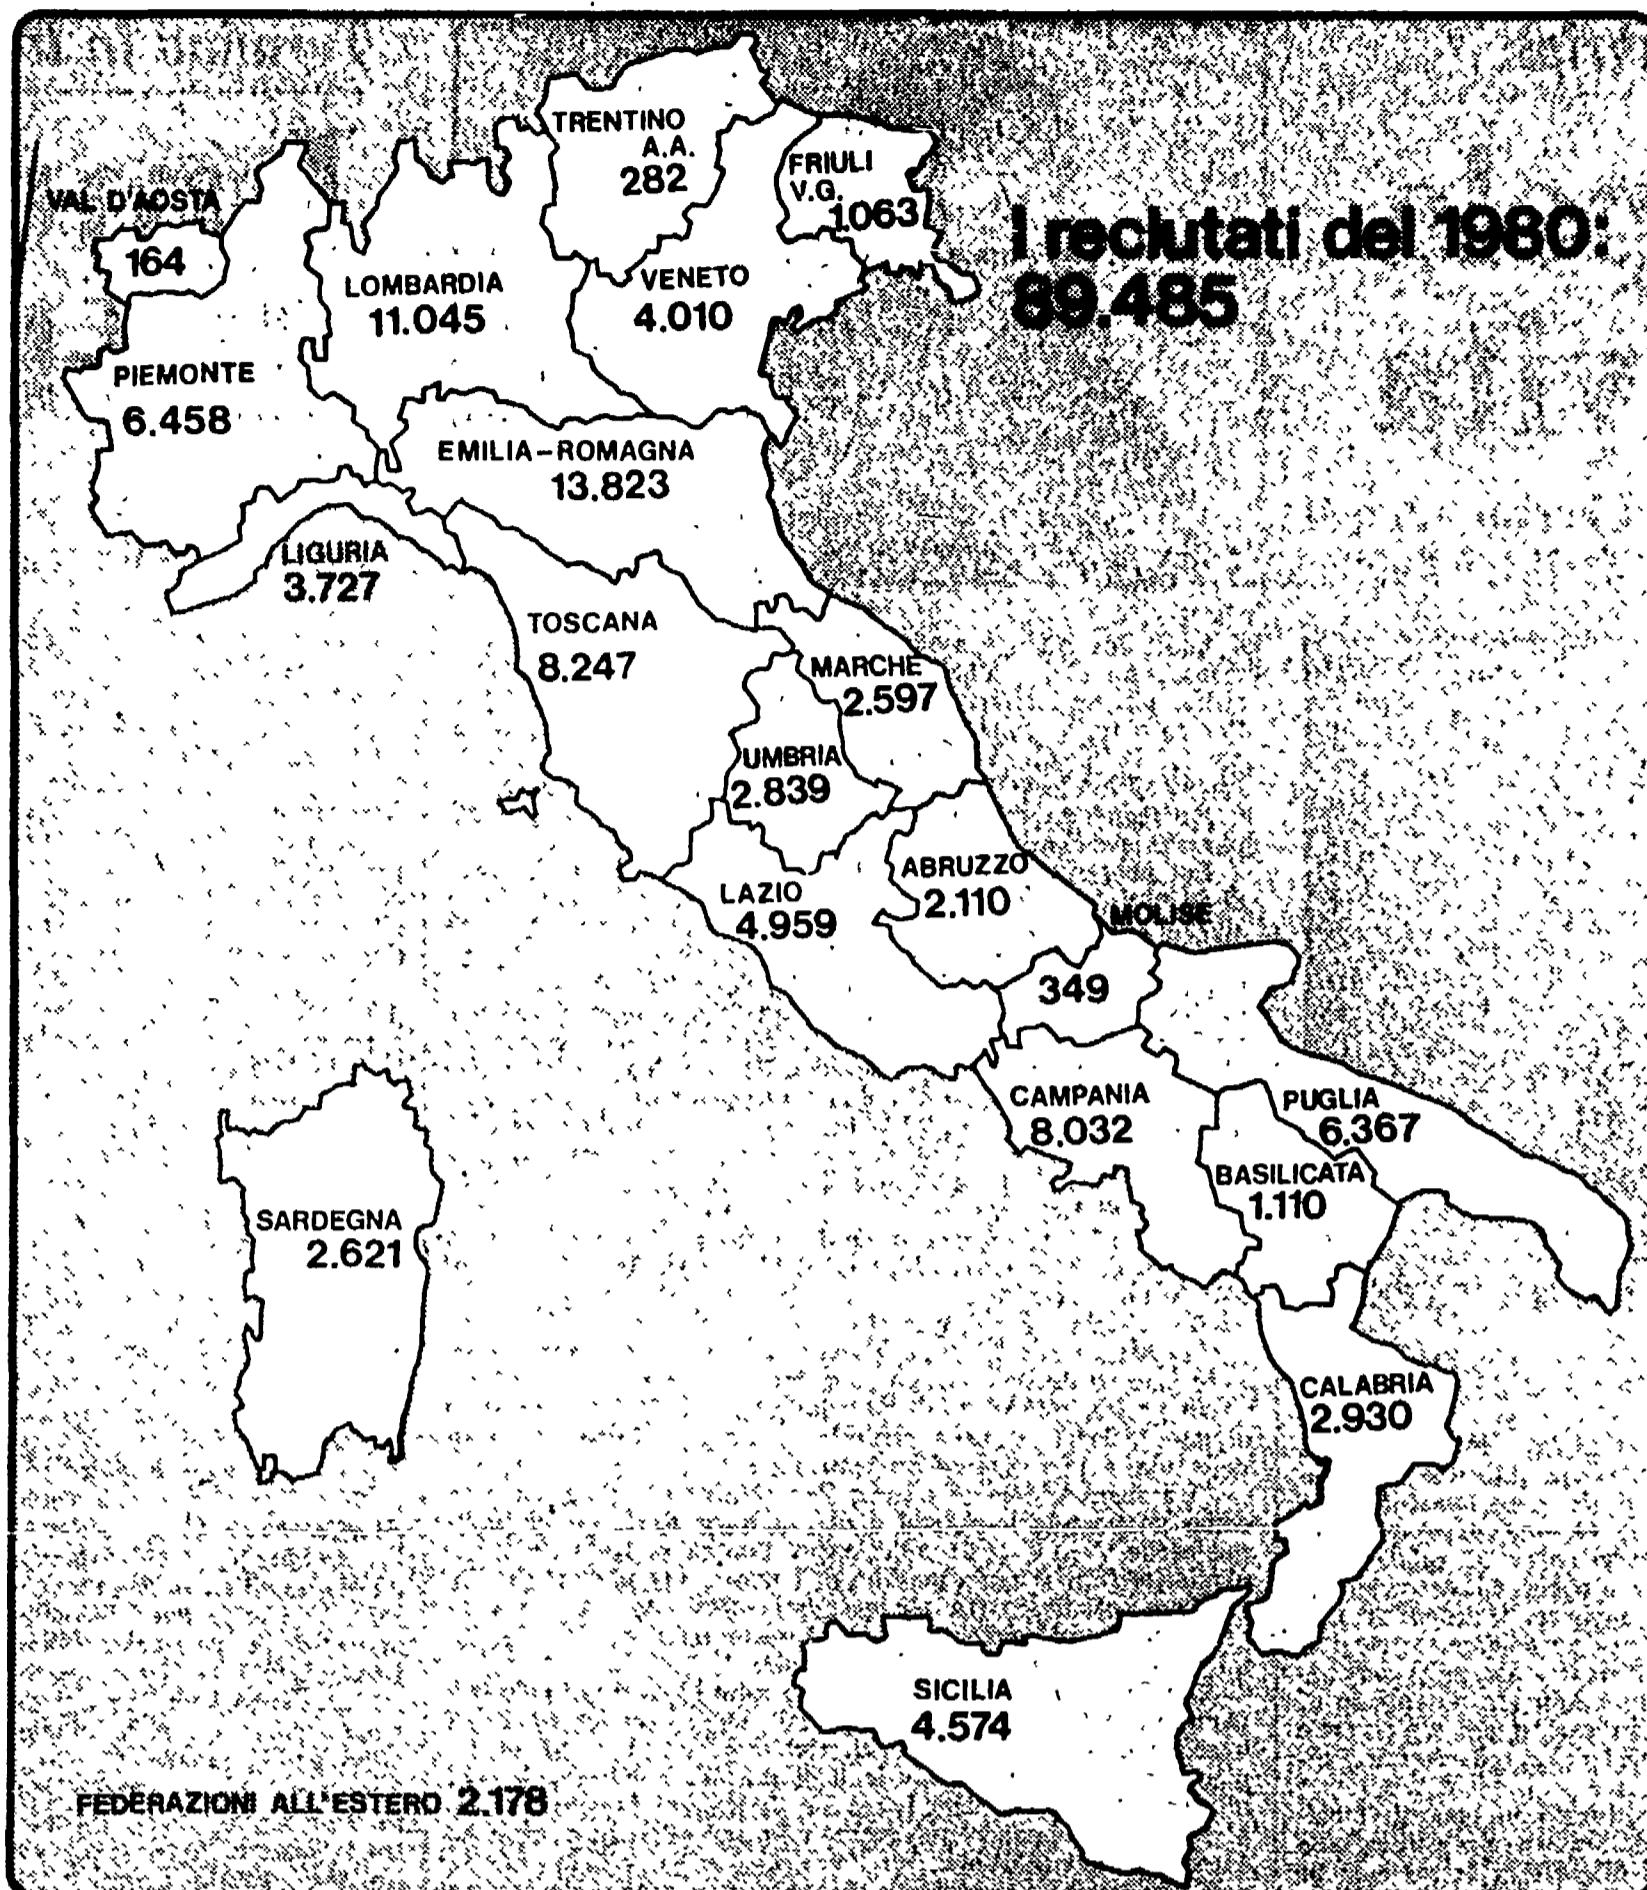 I reclutati del 1980:
89.485
TRENTINO
A.A.
282
FRIULI
V.G.
1.063
VAL D'AOSTA
164
LOMBARDIA
11.045
VENETO
4.010
PIEMONTE
6.458
EMILIA-ROMAGNA
13.823
LIGURIA
3.727
TOSCANA
8.247
MARCHE
2.597
UMBRIA
2.839
ABRUZZO
2.110
LAZIO
4.959
MOLISE
349
CAMPANIA
8.032
PUGLIA
6.367
BASILICATA
1.110
SARDEGNA
2.621
CALABRIA
2.930
SICILIA
4.574
FEDERAZIONI ALL'ESTERO 2.178